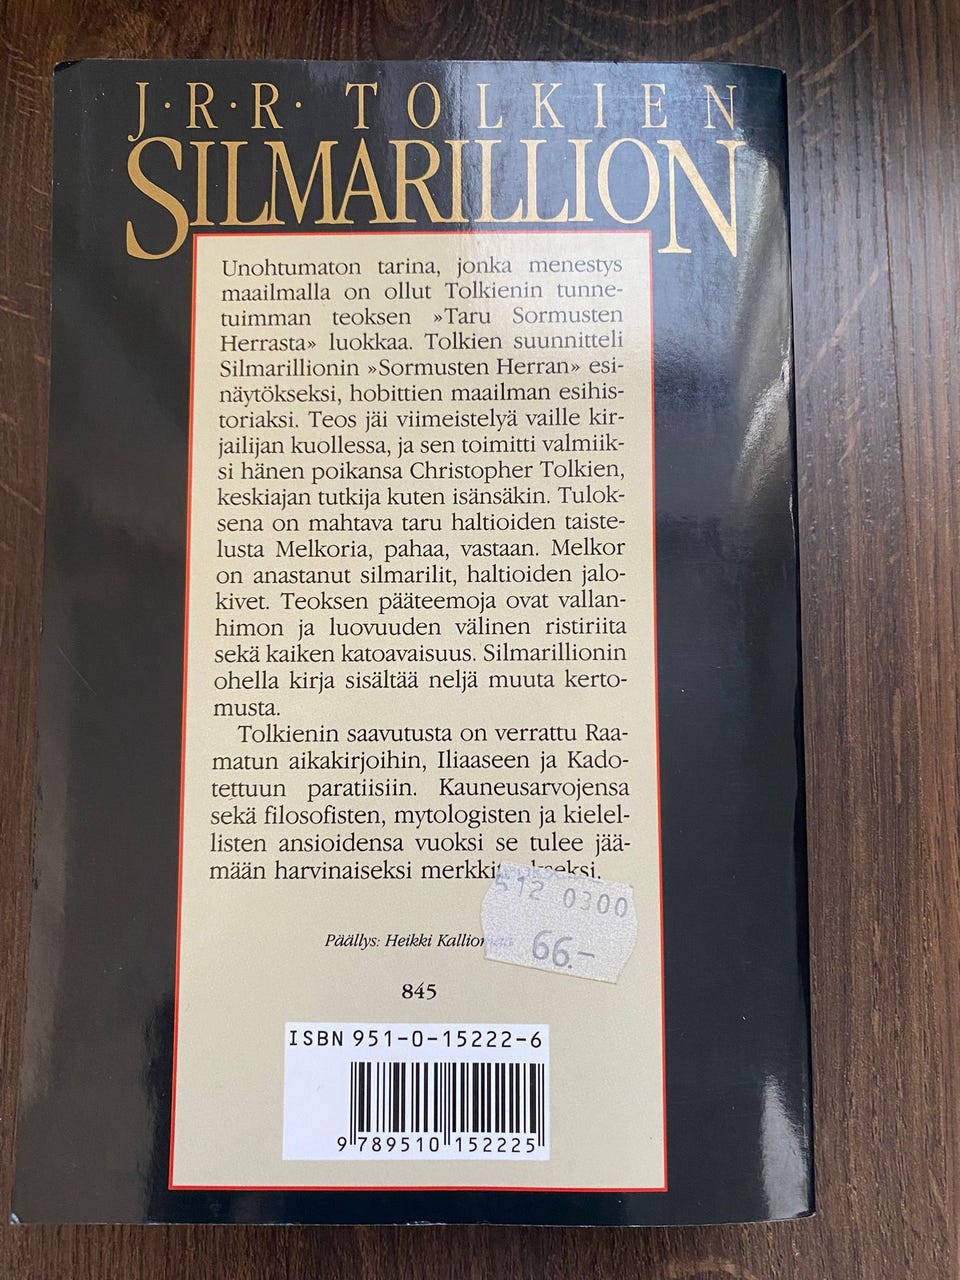 J·R·R· TOLKIEN
SILMARILLION
Unohtumaton tarina, jonka menestys
maailmalla on ollut Tolkienin tunne-
tuimman teoksen »Taru Sormusten
Herrasta» luokkaa. Tolkien suunnitteli
Silmarillionin »Sormusten Herran» esi-
näytökseksi, hobittien maailman esihis-
toriaksi. Teos jäi viimeistelyä vaille kir-
jailijan kuollessa, ja sen toimitti valmiik-
si hänen poikansa Christopher Tolkien,
keskiajan tutkija kuten isänsäkin. Tulok-
sena on mahtava taru haltioiden taiste-
lusta Melkoria, pahaa, vastaan. Melkor
on anastanut silmarilit, haltioiden jalo-
kivet. Teoksen pääteemoja ovat vallan-
himon ja luovuuden välinen ristiriita
sekä kaiken katoavaisuus. Silmarillionin
ohella kirja sisältää neljä muuta kerto-
musta.
Tolkienin saavutusta on verrattu Raa-
matun aikakirjoihin, Iliaaseen ja Kado-
tettuun paratiisiin. Kauneusarvojensa
sekä filosofisten, mytologisten ja kielel-
listen ansioidensa vuoksi se tulee jää-
mään harvinaiseksi
512 0300
66.-
Päällys: Heikki
845
ISBN 951-0-15222-6
9 789510 152225